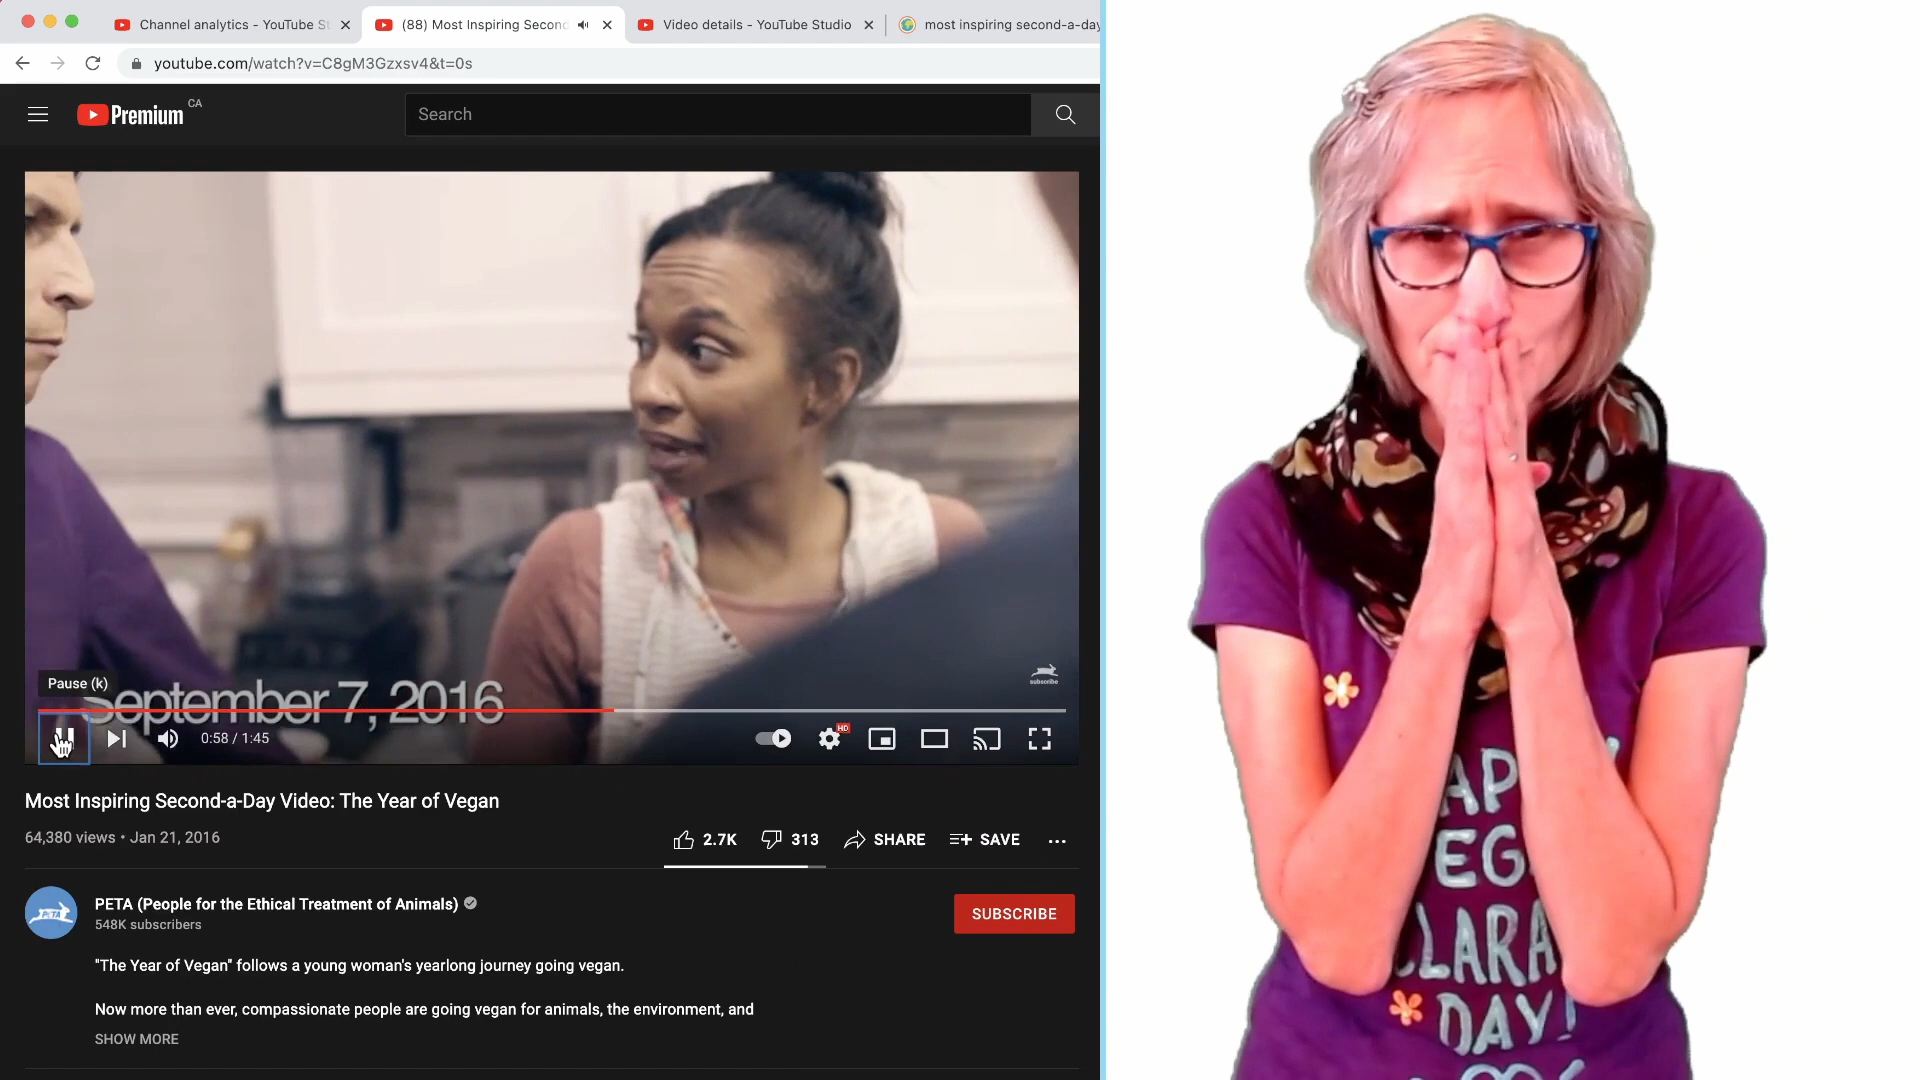 Channel analytics - YouTube St
(88) Most Inspiring Second
Video details - YouTube Studio
most inspiring second-a-day
youtube.com/watch?v=C8gM3Gzxsv4&t=0s
Premium CA
Search
subscribe
Pause (k)
September 7, 2016
0:58 / 1:45
HD
Most Inspiring Second-a-Day Video: The Year of Vegan
64,380 views • Jan 21, 2016
2.7K 313 SHARE SAVE ...
PETA
PETA (People for the Ethical Treatment of Animals)
548K subscribers
SUBSCRIBE
"The Year of Vegan" follows a young woman's yearlong journey going vegan.
Now more than ever, compassionate people are going vegan for animals, the environment, and
SHOW MORE
DAY!